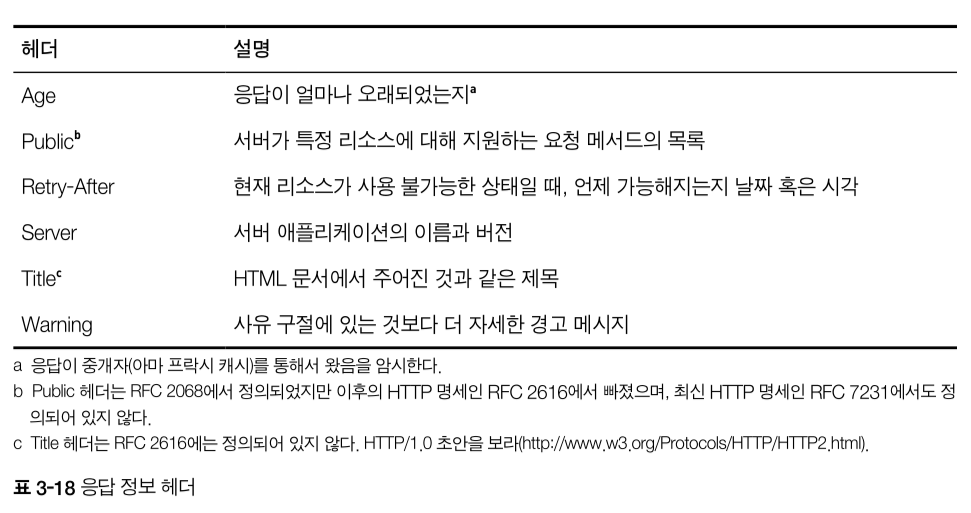 헤더 설명
Age 응답이 얼마나 오래되었는지a
Publicb 서버가 특정 리소스에 대해 지원하는 요청 메서드의 목록
Retry-After 현재 리소스가 사용 불가능한 상태일 때, 언제 가능해지는지 날짜 혹은 시각
Server 서버 애플리케이션의 이름과 버전
Titlec HTML 문서에서 주어진 것과 같은 제목
Warning 사유 구절에 있는 것보다 더 자세한 경고 메시지
a 응답이 중개자(아마 프락시 캐시)를 통해서 왔음을 암시한다.
b Public 헤더는 RFC 2068에서 정의되었지만 이후의 HTTP 명세인 RFC 2616에서 빠졌으며, 최신 HTTP 명세인 RFC 7231에서도 정
의되어 있지 않다.
c Title 헤더는 RFC 2616에는 정의되어 있지 않다. HTTP/1.0 초안을 보라(http://www.w3.org/Protocols/HTTP/HTTP2.html).
표 3-18 응답 정보 헤더